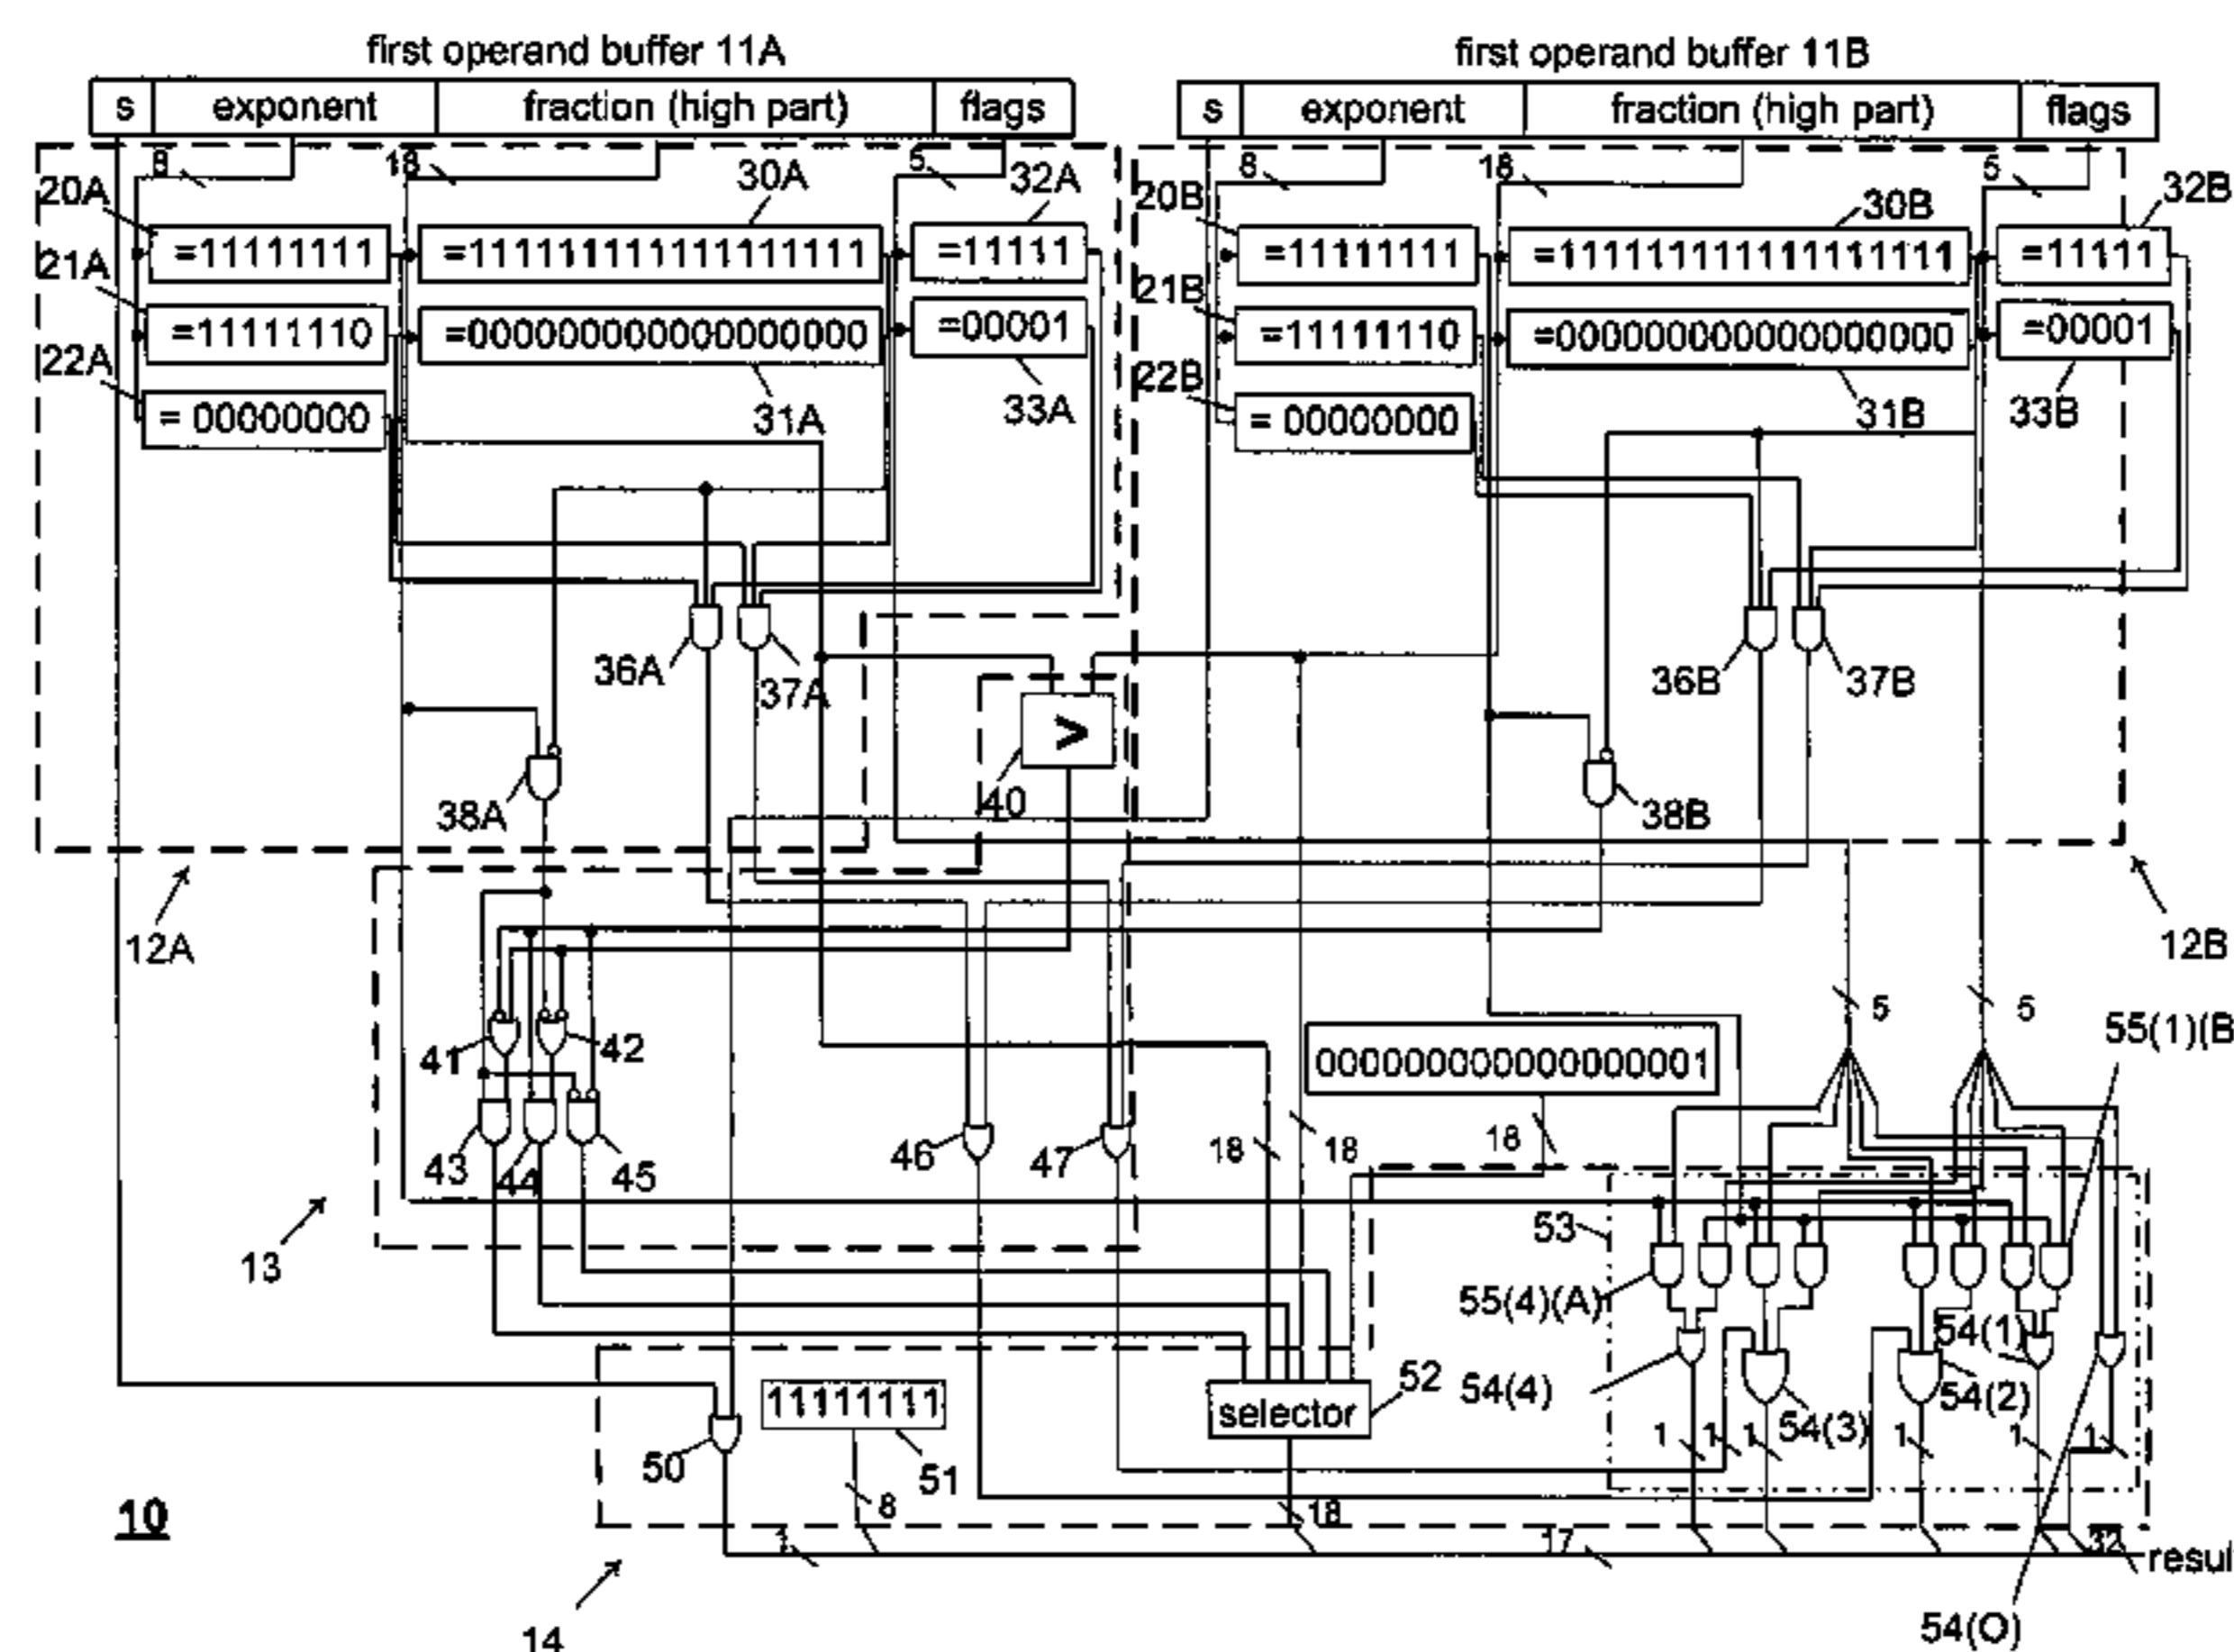 first operand buffer 11A
first operand buffer 11B
s exponent fraction (high part) flags
s exponent fraction (high part) flags
8 18 5
8 18 5
20A 30A 32A
20B 30B 32B
=11111111 =111111111111111111 =11111
=11111111 =111111111111111111 =11111
21A
21B
=11111110 =000000000000000000 =00001
=11111110 =000000000000000000 =00001
22A
22B
= 00000000 31A 33A
= 00000000 31B 33B
36A 37A
36B 37B
>
38A 40
38B
12A
12B
5 5
41 42
000000000000000001
55(1)(B
43 44 45
46 47
18 18 18
13
53
55(4)(A)
54(1)
11111111
selector
52
54(4)
54(3)
54(2)
50 51
1 1 1 1 1 1
10
8 18
1 17 32
resul
14
54(O)